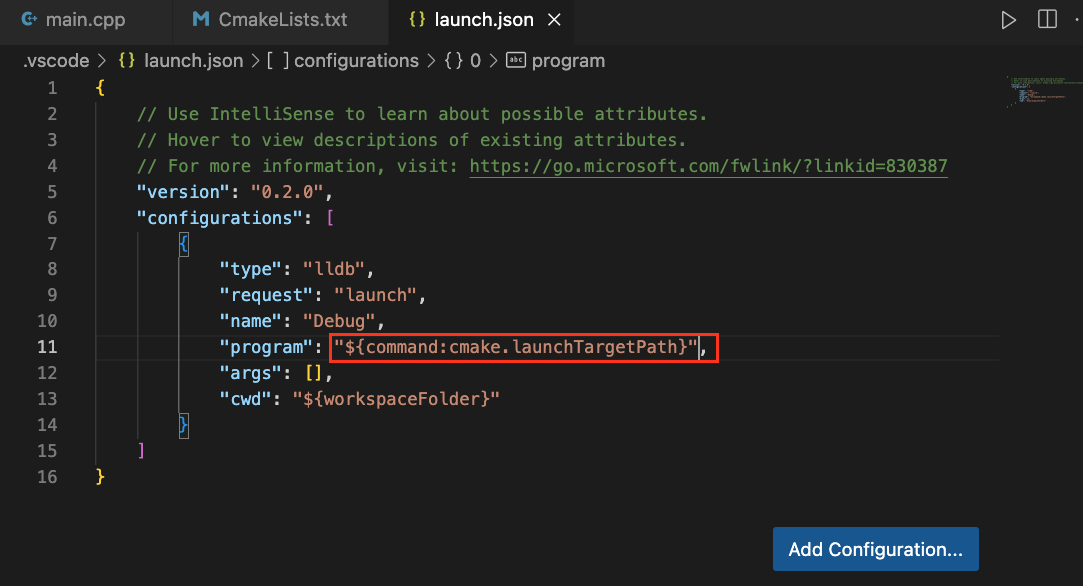 main.cpp CmakeLists.txt {} launch.json ×
.vscode > {} launch.json > [ ] configurations > { } 0 > abc program
1 {
2 // Use IntelliSense to learn about possible attributes.
3 // Hover to view descriptions of existing attributes.
4 // For more information, visit: https://go.microsoft.com/fwlink/?linkid=830387
5 "version": "0.2.0",
6 "configurations": [
7 {
8 "type": "lldb",
9 "request": "launch",
10 "name": "Debug",
11 "program": "${command:cmake.launchTargetPath}",
12 "args": [],
13 "cwd": "${workspaceFolder}"
14 }
15 ]
16 }
Add Configuration...